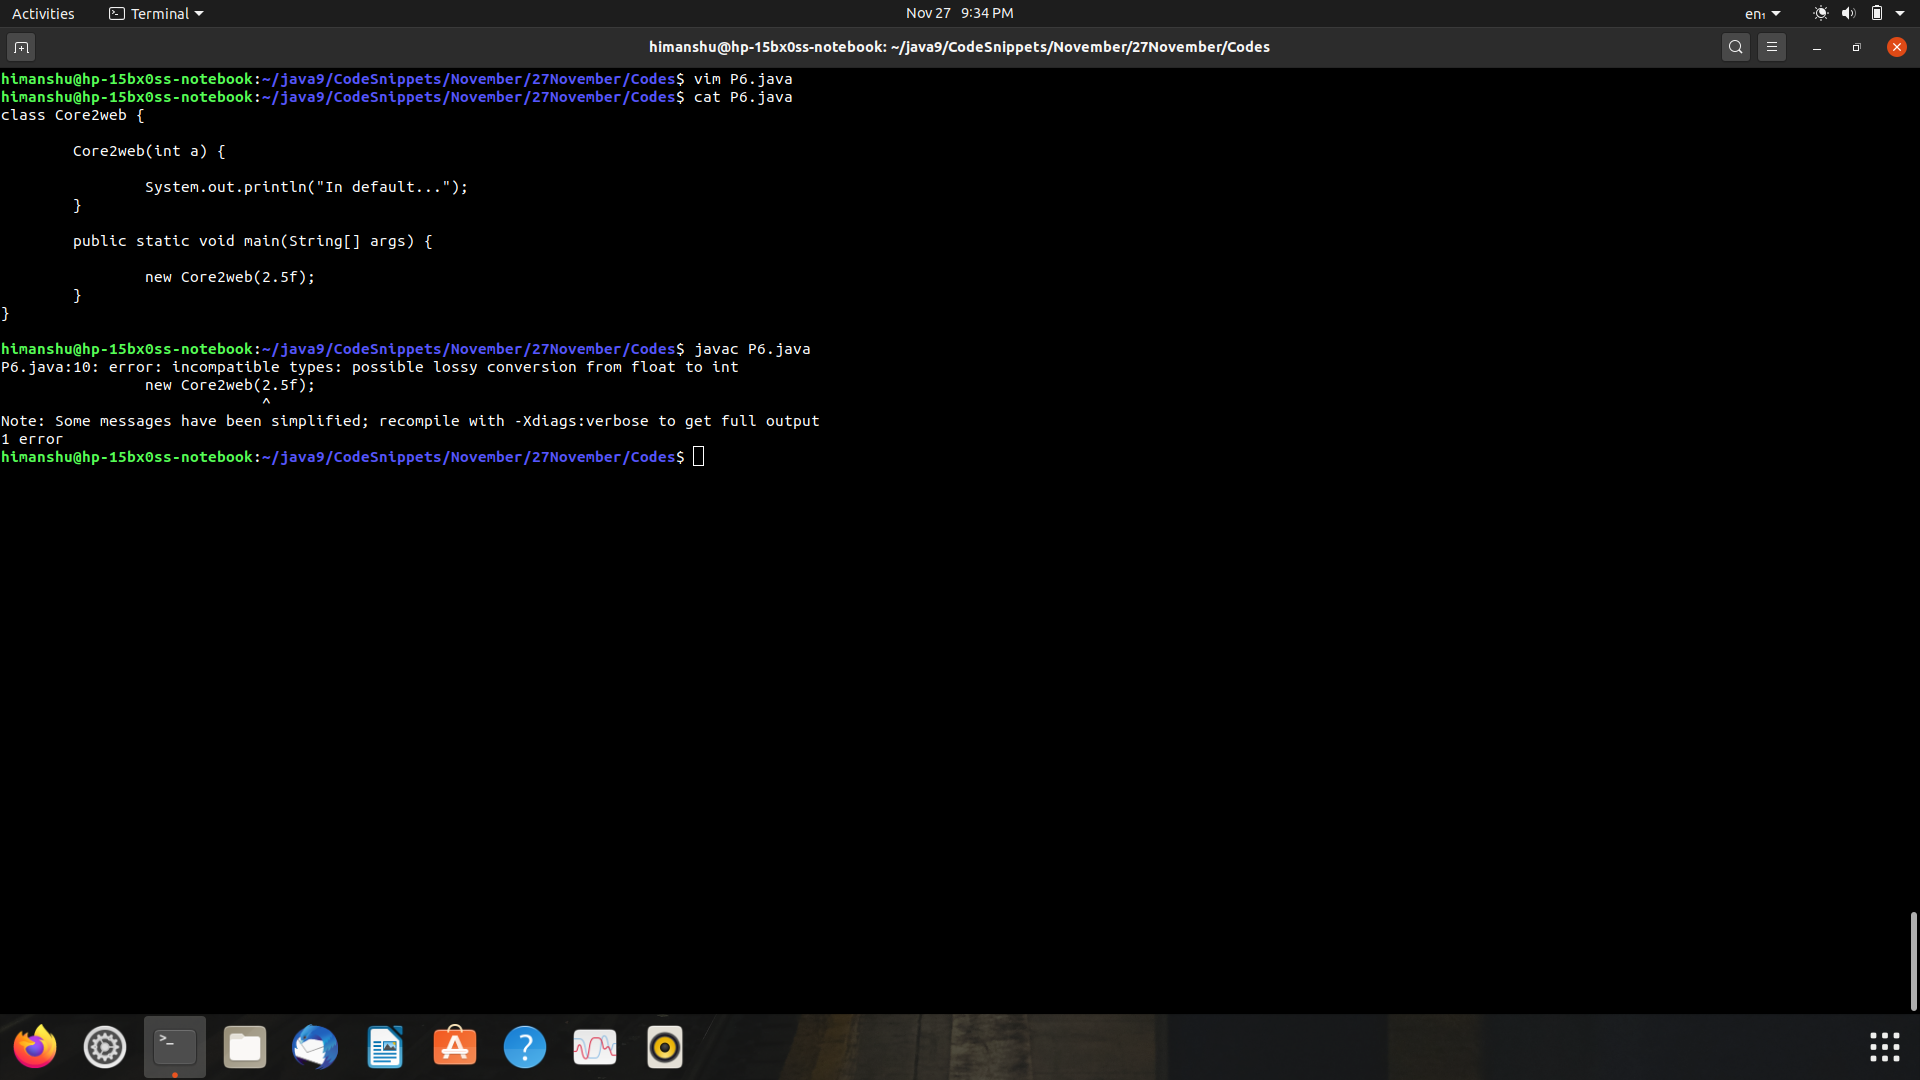 Activities
Terminal
Nov 27 9:34 PM
en₁
himanshu@hp-15bx0ss-notebook: ~/java9/CodeSnippets/November/27November/Codes
himanshu@hp-15bx0ss-notebook:~/java9/CodeSnippets/November/27November/Codes$ vim P6.java
himanshu@hp-15bx0ss-notebook:~/java9/CodeSnippets/November/27November/Codes$ cat P6.java
class Core2web {
        Core2web(int a) {
                System.out.println("In default...");
        }
        public static void main(String[] args) {
                new Core2web(2.5f);
        }
}
himanshu@hp-15bx0ss-notebook:~/java9/CodeSnippets/November/27November/Codes$ javac P6.java
P6.java:10: error: incompatible types: possible lossy conversion from float to int
                new Core2web(2.5f);
                             ^
Note: Some messages have been simplified; recompile with -Xdiags:verbose to get full output
1 error
himanshu@hp-15bx0ss-notebook:~/java9/CodeSnippets/November/27November/Codes$